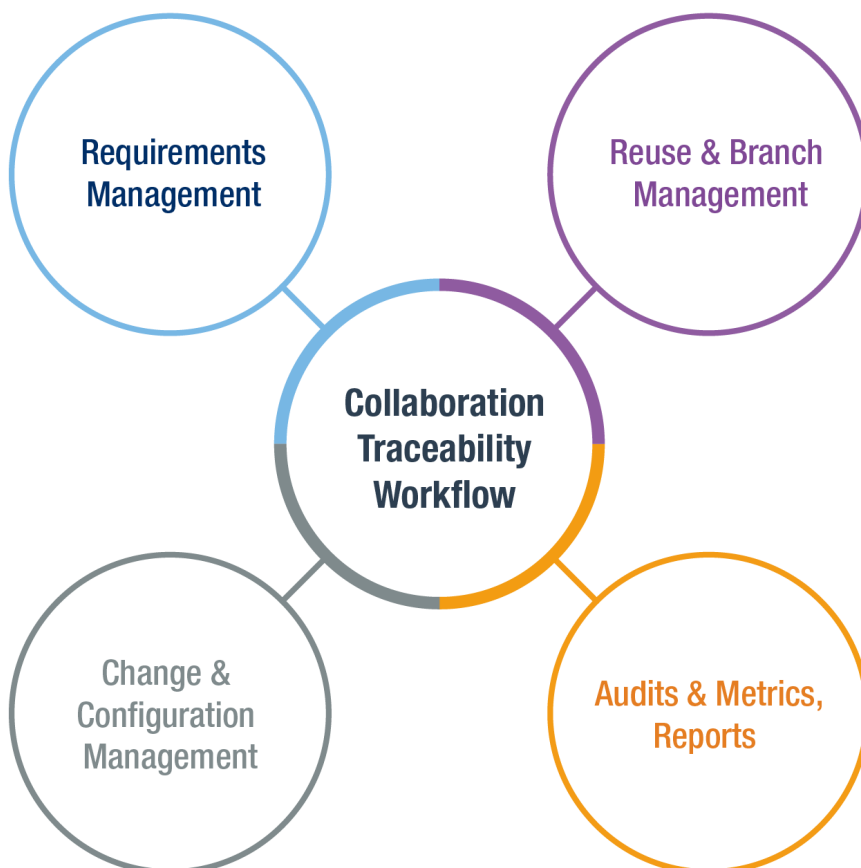 Requirements
Management
Reuse & Branch
Management
Collaboration
Traceability
Workflow
Change &
Configuration
Management
Audits & Metrics,
Reports